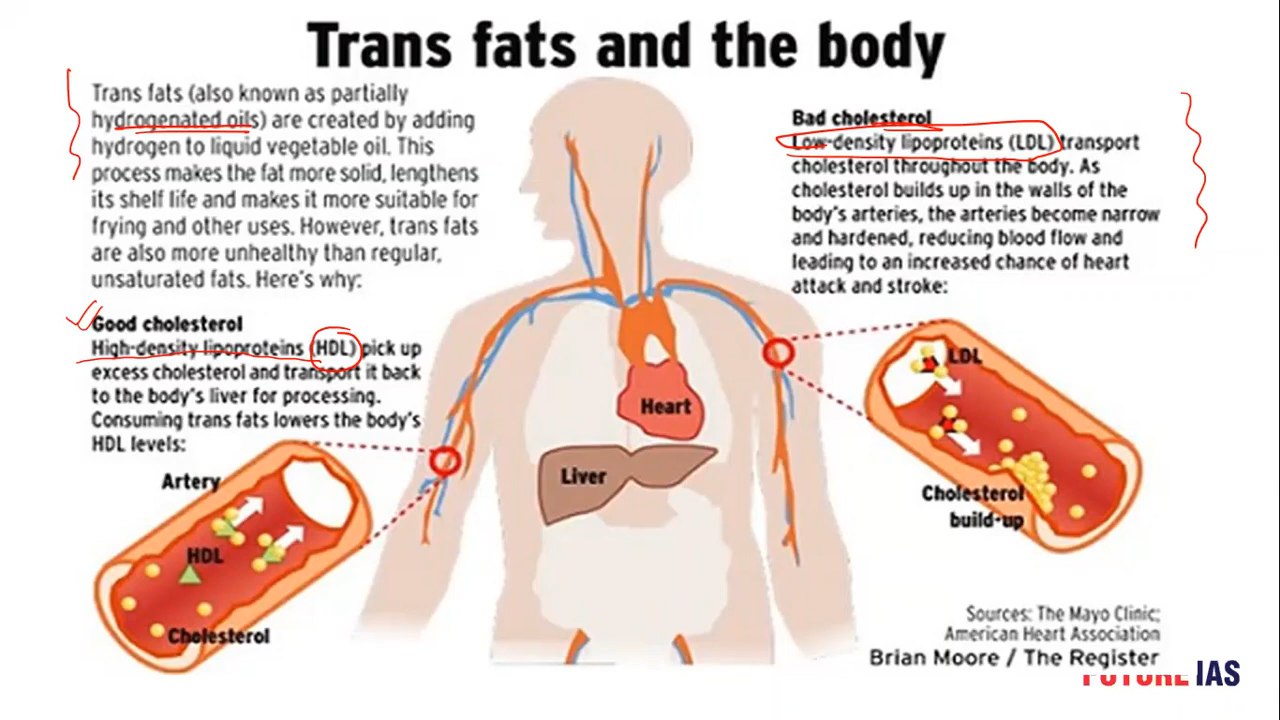 Trans fats and the body
Trans fats (also known as partially
hydrogenated oils) are created by adding
hydrogen to liquid vegetable oil. This
process makes the fat more solid, lengthens
its shelf life and makes it more suitable for
frying and other uses. However, trans fats
are also more unhealthy than regular,
unsaturated fats. Here's why:
Good cholesterol
High-density lipoproteins (HDL) pick up
excess cholesterol and transport it back
to the body's liver for processing.
Consuming trans fats lowers the body's
HDL levels:
Artery
HDL
Cholesterol
Heart
Liver
Bad cholesterol
Low-density lipoproteins (LDL) transport
cholesterol throughout the body. As
cholesterol builds up in the walls of the
body's arteries, the arteries become narrow
and hardened, reducing blood flow and
leading to an increased chance of heart
attack and stroke:
LDL
Cholesterol
build-up
Sources: The Mayo Clinic;
American Heart Association
Brian Moore / The Register
FUTURE IAS